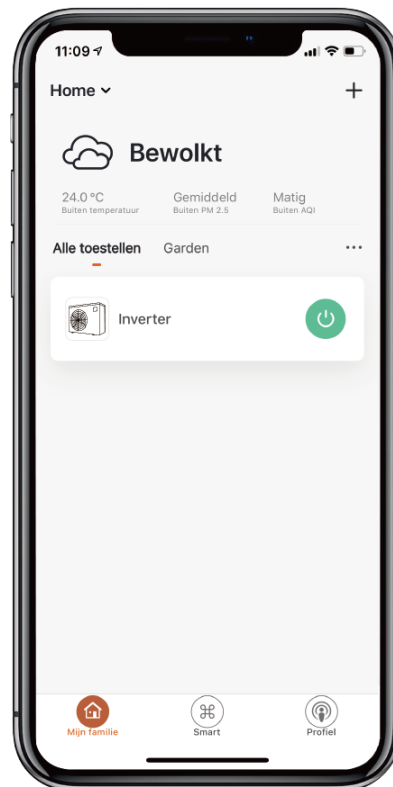 11:09
Home
Bewolkt
24.0 °C Gemiddeld Matig
Buiten temperatuur Buiten PM 2.5 Buiten AQI
Alle toestellen Garden
Inverter
Mijn familie Smart Profiel